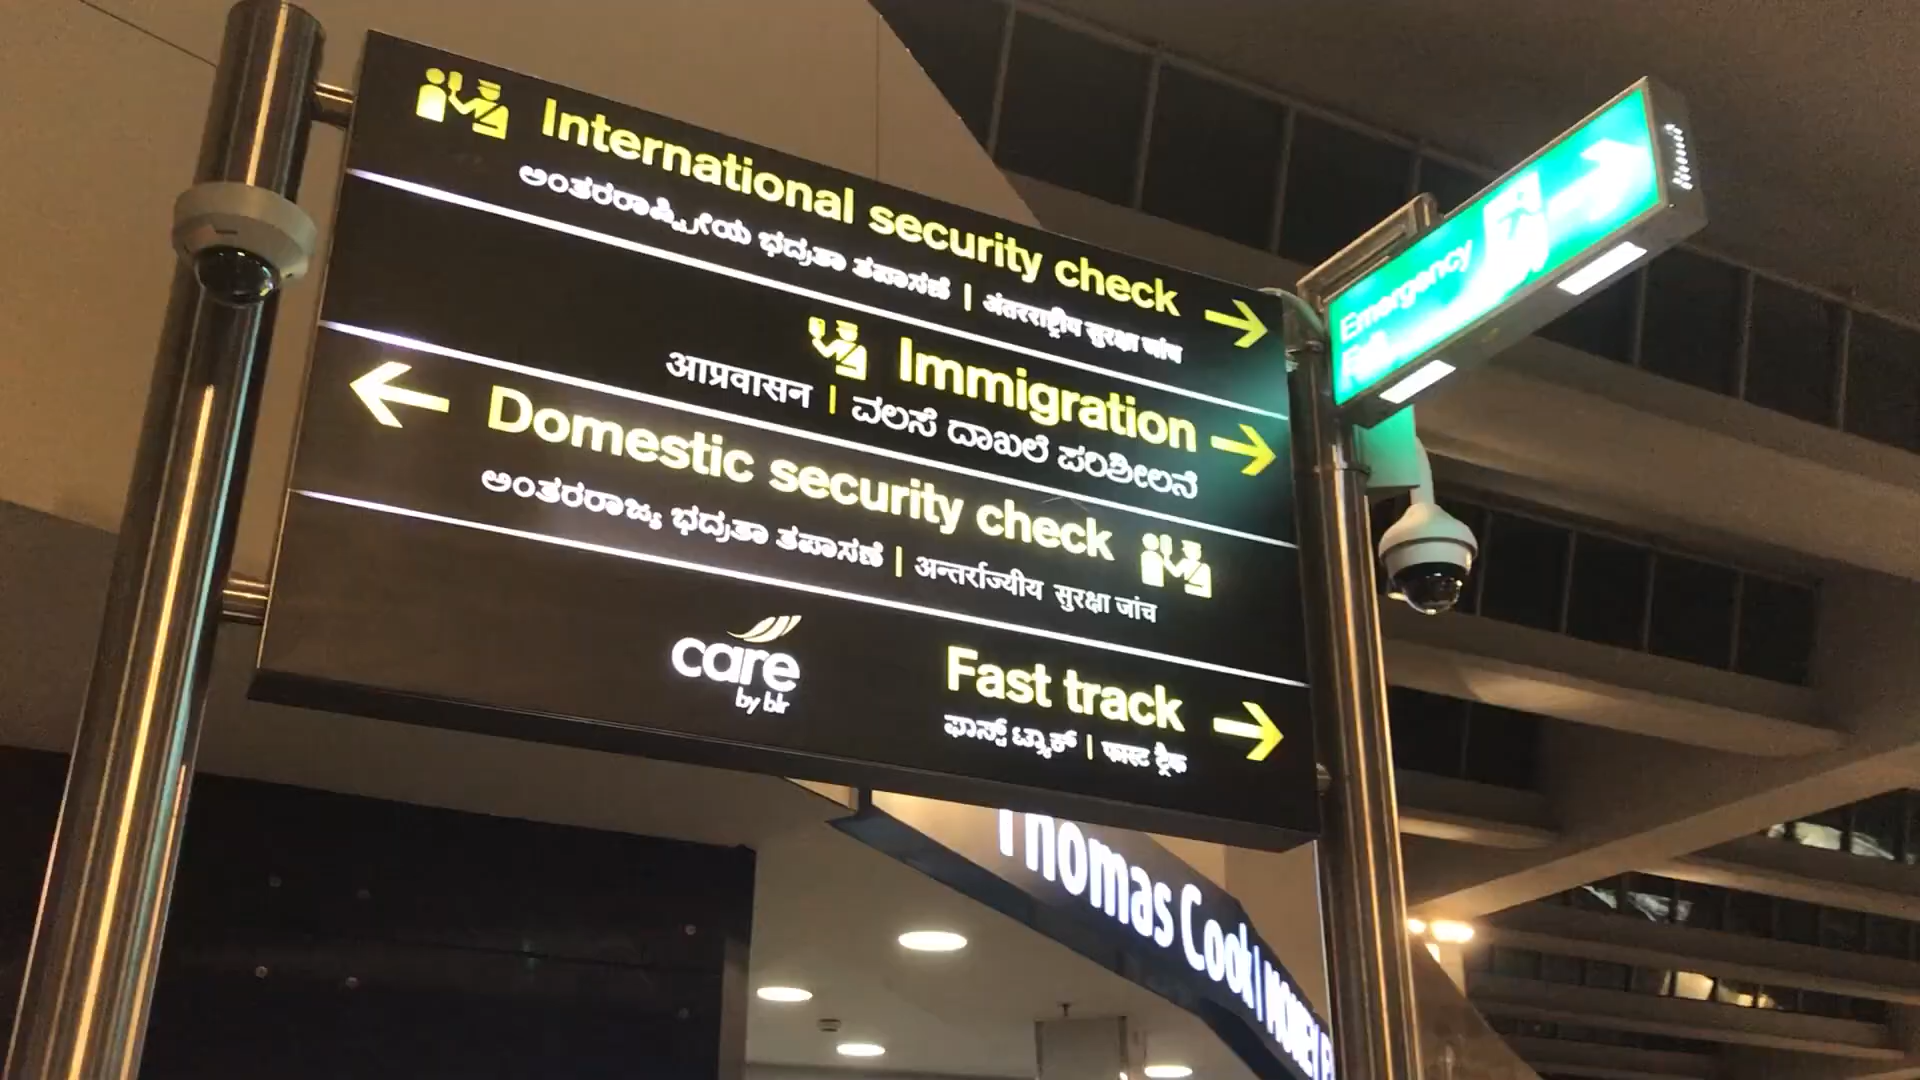 International security check
ಅಂತರರಾಷ್ಟ್ರೀಯ ಭದ್ರತಾ ತಪಾಸಣೆ | अंतरराष्ट्रीय सुरक्षा जांच
Immigration
आप्रवासन | ವಲಸೆ ದಾಖಲೆ ಪರಿಶೀಲನೆ
Domestic security check
ಅಂತರರಾಜ್ಯ ಭದ್ರತಾ ತಪಾಸಣೆ | अन्तर्राज्यीय सुरक्षा जांच
care
by blr
Fast track
ಫಾಸ್ಟ್ ಟ್ರ್ಯಾಕ್ | फास्ट ट्रैक
Emergency
Exit
Thomas Cook | MONEY